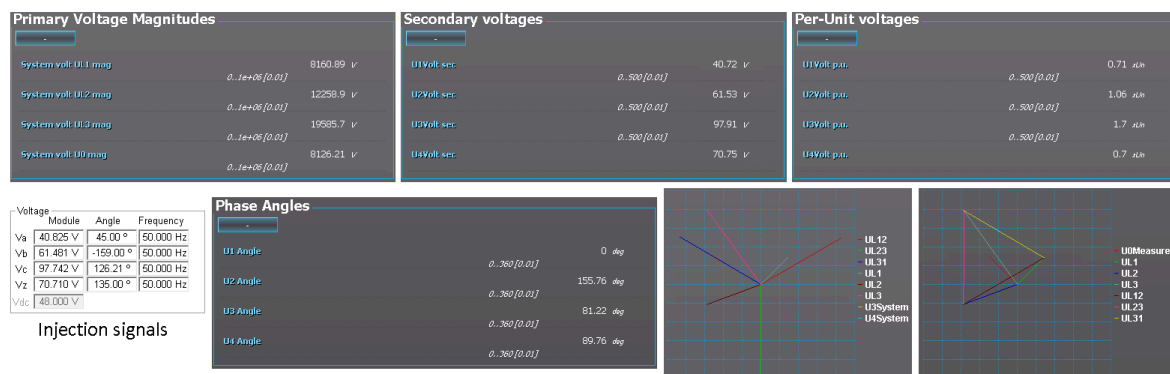 Primary Voltage Magnitudes
-
System volt UL1 mag 8160.89 V
0..1e+06 [0.01]
System volt UL2 mag 12258.9 V
0..1e+06 [0.01]
System volt UL3 mag 19585.7 V
0..1e+06 [0.01]
System volt U0 mag 8126.21 V
0..1e+06 [0.01]
Secondary voltages
-
U1Volt sec 40.72 V
0..500 [0.01]
U2Volt sec 61.53 V
0..500 [0.01]
U3Volt sec 97.91 V
0..500 [0.01]
U4Volt sec 70.75 V
Per-Unit voltages
-
U1Volt p.u. 0.71 xUn
0..500 [0.01]
U2Volt p.u. 1.06 xUn
0..500 [0.01]
U3Volt p.u. 1.7 xUn
0..500 [0.01]
U4Volt p.u. 0.7 xUn
Voltage
Module Angle Frequency
Va 40.825 V 45.00 º 50.000 Hz
Vb 61.481 V -159.00 º 50.000 Hz
Vc 97.742 V 126.21 º 50.000 Hz
Vz 70.710 V 135.00 º 50.000 Hz
Vdc 48.000 V
Injection signals
Phase Angles
-
U1 Angle 0 deg
0..360 [0.01]
U2 Angle 155.76 deg
0..360 [0.01]
U3 Angle 81.22 deg
0..360 [0.01]
U4 Angle 89.76 deg
0..360 [0.01]
UL12
UL23
UL31
UL1
UL2
UL3
U3System
U4System
U0Measure
UL1
UL2
UL3
UL12
UL23
UL31